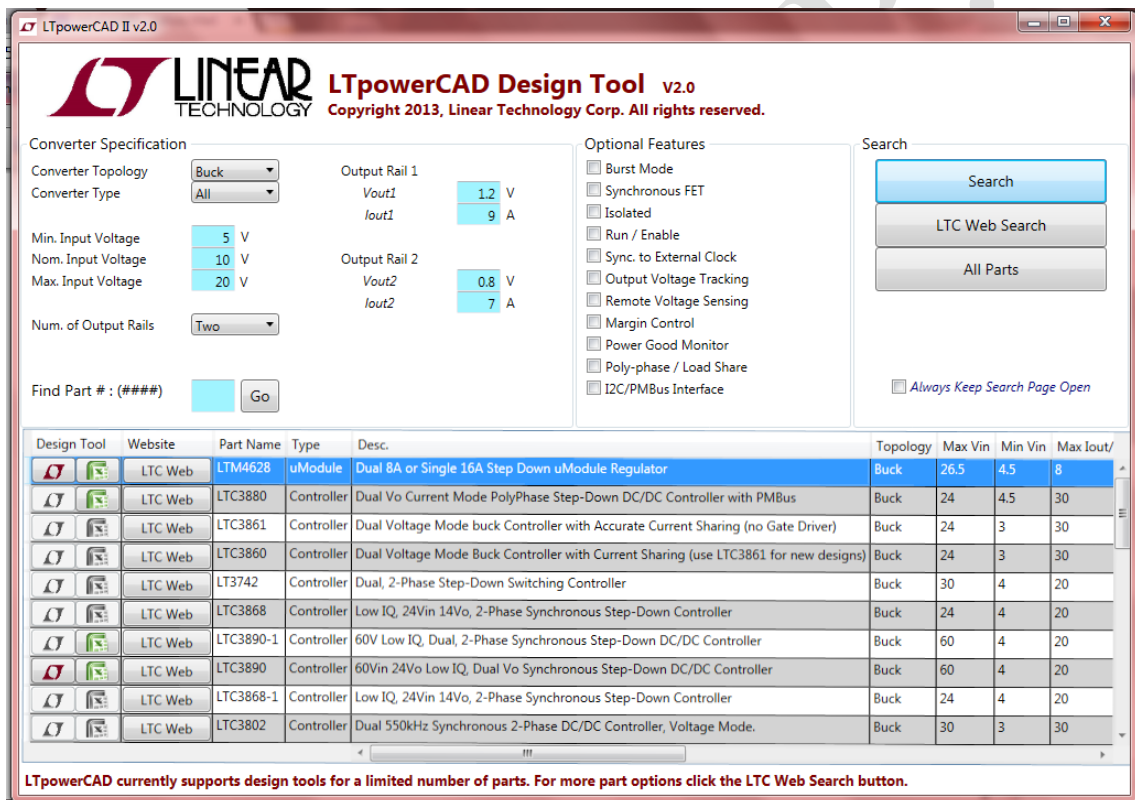 LTpowerCAD II v2.0
LINEAR
TECHNOLOGY
LTpowerCAD Design Tool v2.0
Copyright 2013, Linear Technology Corp. All rights reserved.
Converter Specification
Converter Topology Buck
Converter Type All
Min. Input Voltage 5 V
Nom. Input Voltage 10 V
Max. Input Voltage 20 V
Num. of Output Rails Two
Find Part # : (####) Go
Output Rail 1
Vout1 1.2 V
Iout1 9 A
Output Rail 2
Vout2 0.8 V
Iout2 7 A
Optional Features
Burst Mode
Synchronous FET
Isolated
Run / Enable
Sync. to External Clock
Output Voltage Tracking
Remote Voltage Sensing
Margin Control
Power Good Monitor
Poly-phase / Load Share
I2C/PMBus Interface
Search
Search
LTC Web Search
All Parts
Always Keep Search Page Open
Design Tool Website Part Name Type Desc. Topology Max Vin Min Vin Max Iout/
LTC Web LTM4628 uModule Dual 8A or Single 16A Step Down uModule Regulator Buck 26.5 4.5 8
LTC Web LTC3880 Controller Dual Vo Current Mode PolyPhase Step-Down DC/DC Controller with PMBus Buck 24 4.5 30
LTC Web LTC3861 Controller Dual Voltage Mode buck Controller with Accurate Current Sharing (no Gate Driver) Buck 24 3 30
LTC Web LTC3860 Controller Dual Voltage Mode Buck Controller with Current Sharing (use LTC3861 for new designs) Buck 24 3 30
LTC Web LT3742 Controller Dual, 2-Phase Step-Down Switching Controller Buck 30 4 20
LTC Web LTC3868 Controller Low IQ, 24Vin 14Vo, 2-Phase Synchronous Step-Down Controller Buck 24 4 20
LTC Web LTC3890-1 Controller 60V Low IQ, Dual, 2-Phase Synchronous Step-Down DC/DC Controller Buck 60 4 20
LTC Web LTC3890 Controller 60Vin 24Vo Low IQ, Dual Vo Synchronous Step-Down DC/DC Controller Buck 60 4 20
LTC Web LTC3868-1 Controller Low IQ, 24Vin 14Vo, 2-Phase Synchronous Step-Down Controller Buck 24 4 20
LTC Web LTC3802 Controller Dual 550kHz Synchronous 2-Phase DC/DC Controller, Voltage Mode. Buck 30 3 30
LTpowerCAD currently supports design tools for a limited number of parts. For more part options click the LTC Web Search button.